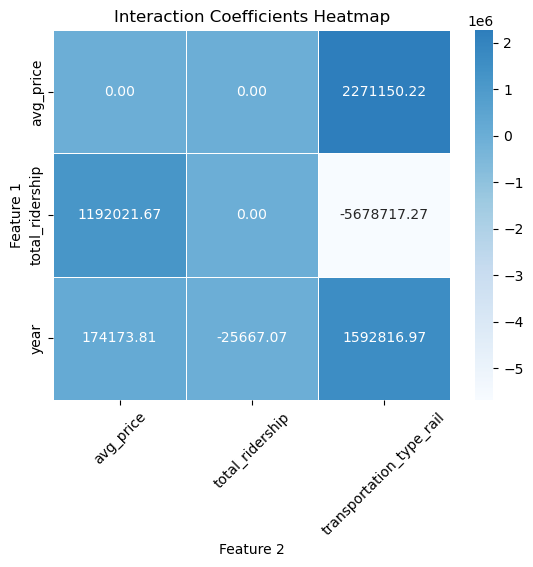 Interaction Coefficients Heatmap
1e6
avg_price
0.00
0.00
2271150.22
2
1
0
Feature 1
total_ridership
1192021.67
0.00
-5678717.27
-1
-2
-3
year
174173.81
-25667.07
1592816.97
-4
-5
avg_price
total_ridership
transportation_type_rail
Feature 2